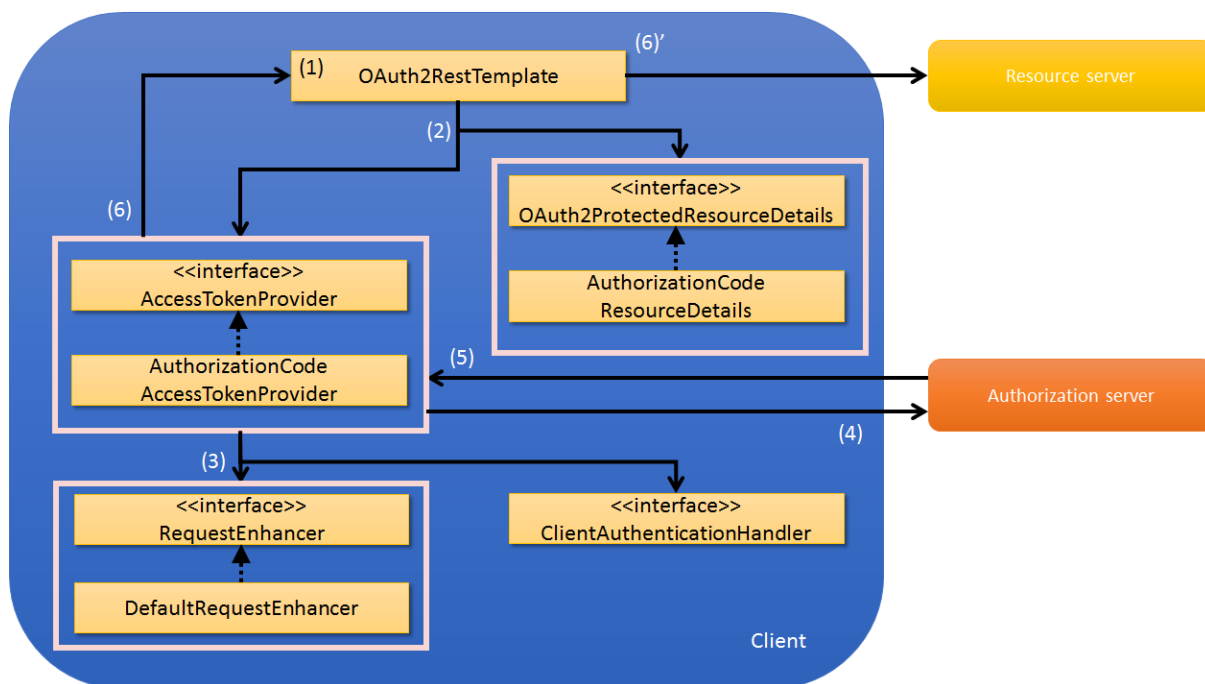 (6)’
(1)
OAuth2RestTemplate
Resource server
(2)
<<interface>>
OAuth2ProtectedResourceDetails
(6)
AuthorizationCode
ResourceDetails
<<interface>>
AccessTokenProvider
AuthorizationCode
AccessTokenProvider
(5)
Authorization server
(4)
(3)
<<interface>>
RequestEnhancer
<<interface>>
ClientAuthenticationHandler
DefaultRequestEnhancer
Client